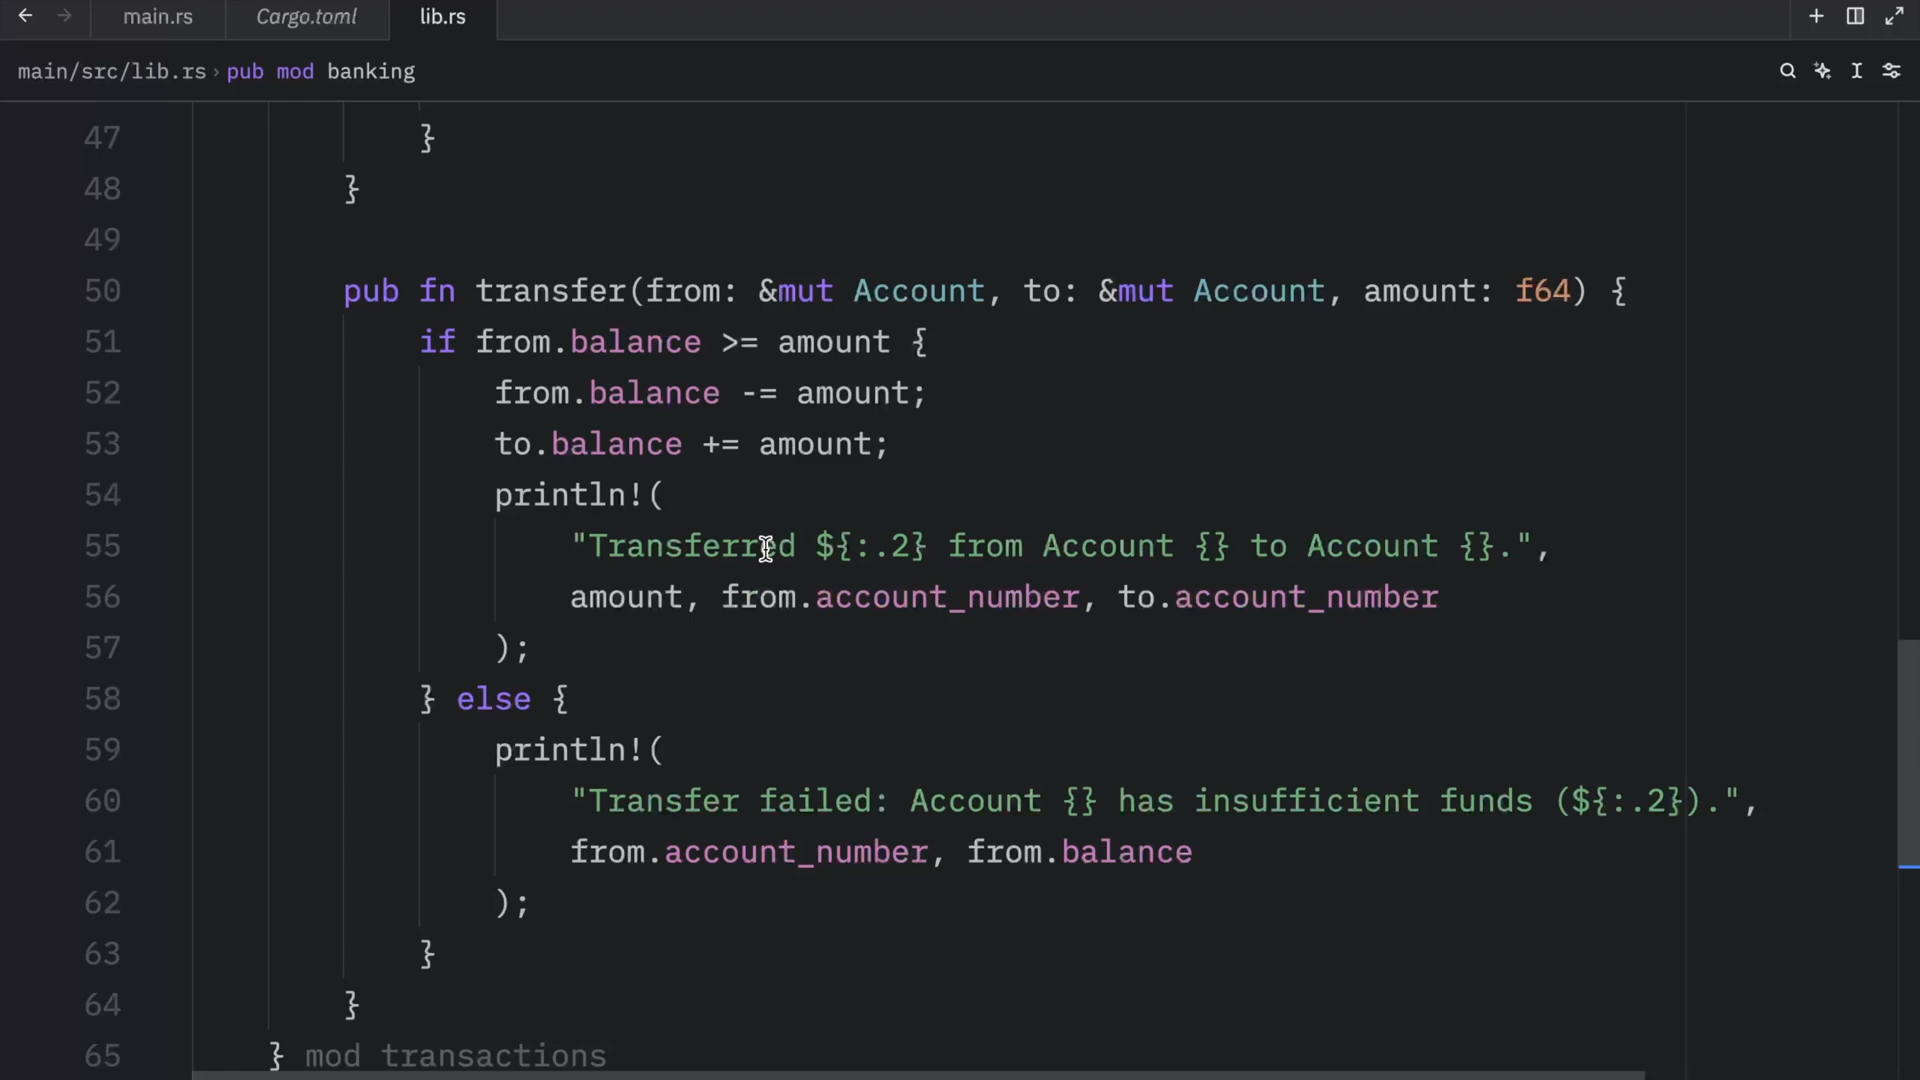 main.rs Cargo.toml lib.rs
main/src/lib.rs › pub mod banking
47 }
48 }
49
50 pub fn transfer(from: &mut Account, to: &mut Account, amount: f64) {
51 if from.balance >= amount {
52 from.balance -= amount;
53 to.balance += amount;
54 println!(
55 "Transferred ${:.2} from Account {} to Account {}.",
56 amount, from.account_number, to.account_number
57 );
58 } else {
59 println!(
60 "Transfer failed: Account {} has insufficient funds (${:.2}).",
61 from.account_number, from.balance
62 );
63 }
64 }
65 } mod transactions